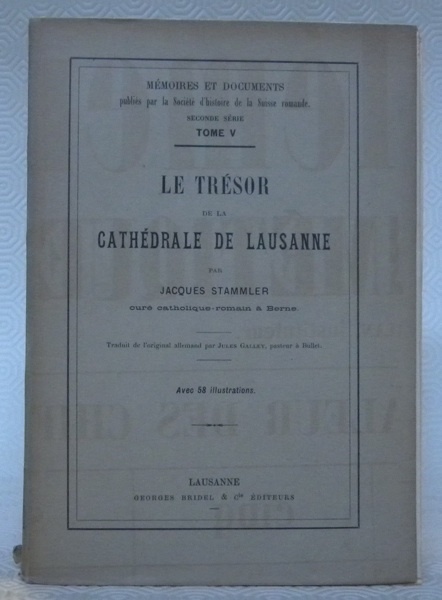 MÉMOIRES ET DOCUMENTS
publiés par la Société d'histoire de la Suisse romande.
SECONDE SÉRIE
TOME V
LE TRÉSOR
DE LA
CATHÉDRALE DE LAUSANNE
PAR
JACQUES STAMMLER
curé catholique-romain à Berne.
Traduit de l'original allemand par JULES GALLEY, pasteur à Bullet.
Avec 58 illustrations.
LAUSANNE
GEORGES BRIDEL & Cie ÉDITEURS